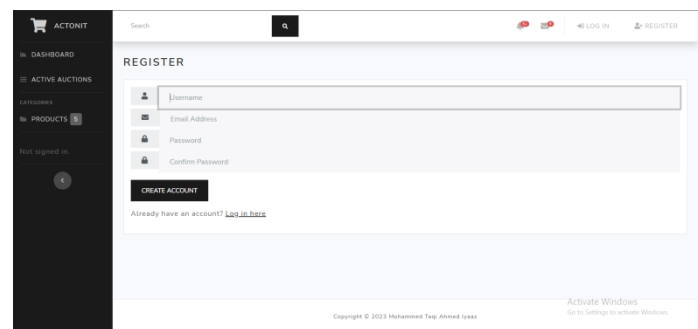 ACTONIT
Search
LOG IN
REGISTER
DASHBOARD
ACTIVE AUCTIONS
CATEGORIES
PRODUCTS 5
Not signed in.
REGISTER
Username
Email Address
Password
Confirm Password
CREATE ACCOUNT
Already have an account? Log in here
Activate Windows
Go to Settings to activate Windows.
Copyright © 2023 Mohammed Taqi Ahmed Iyaaz